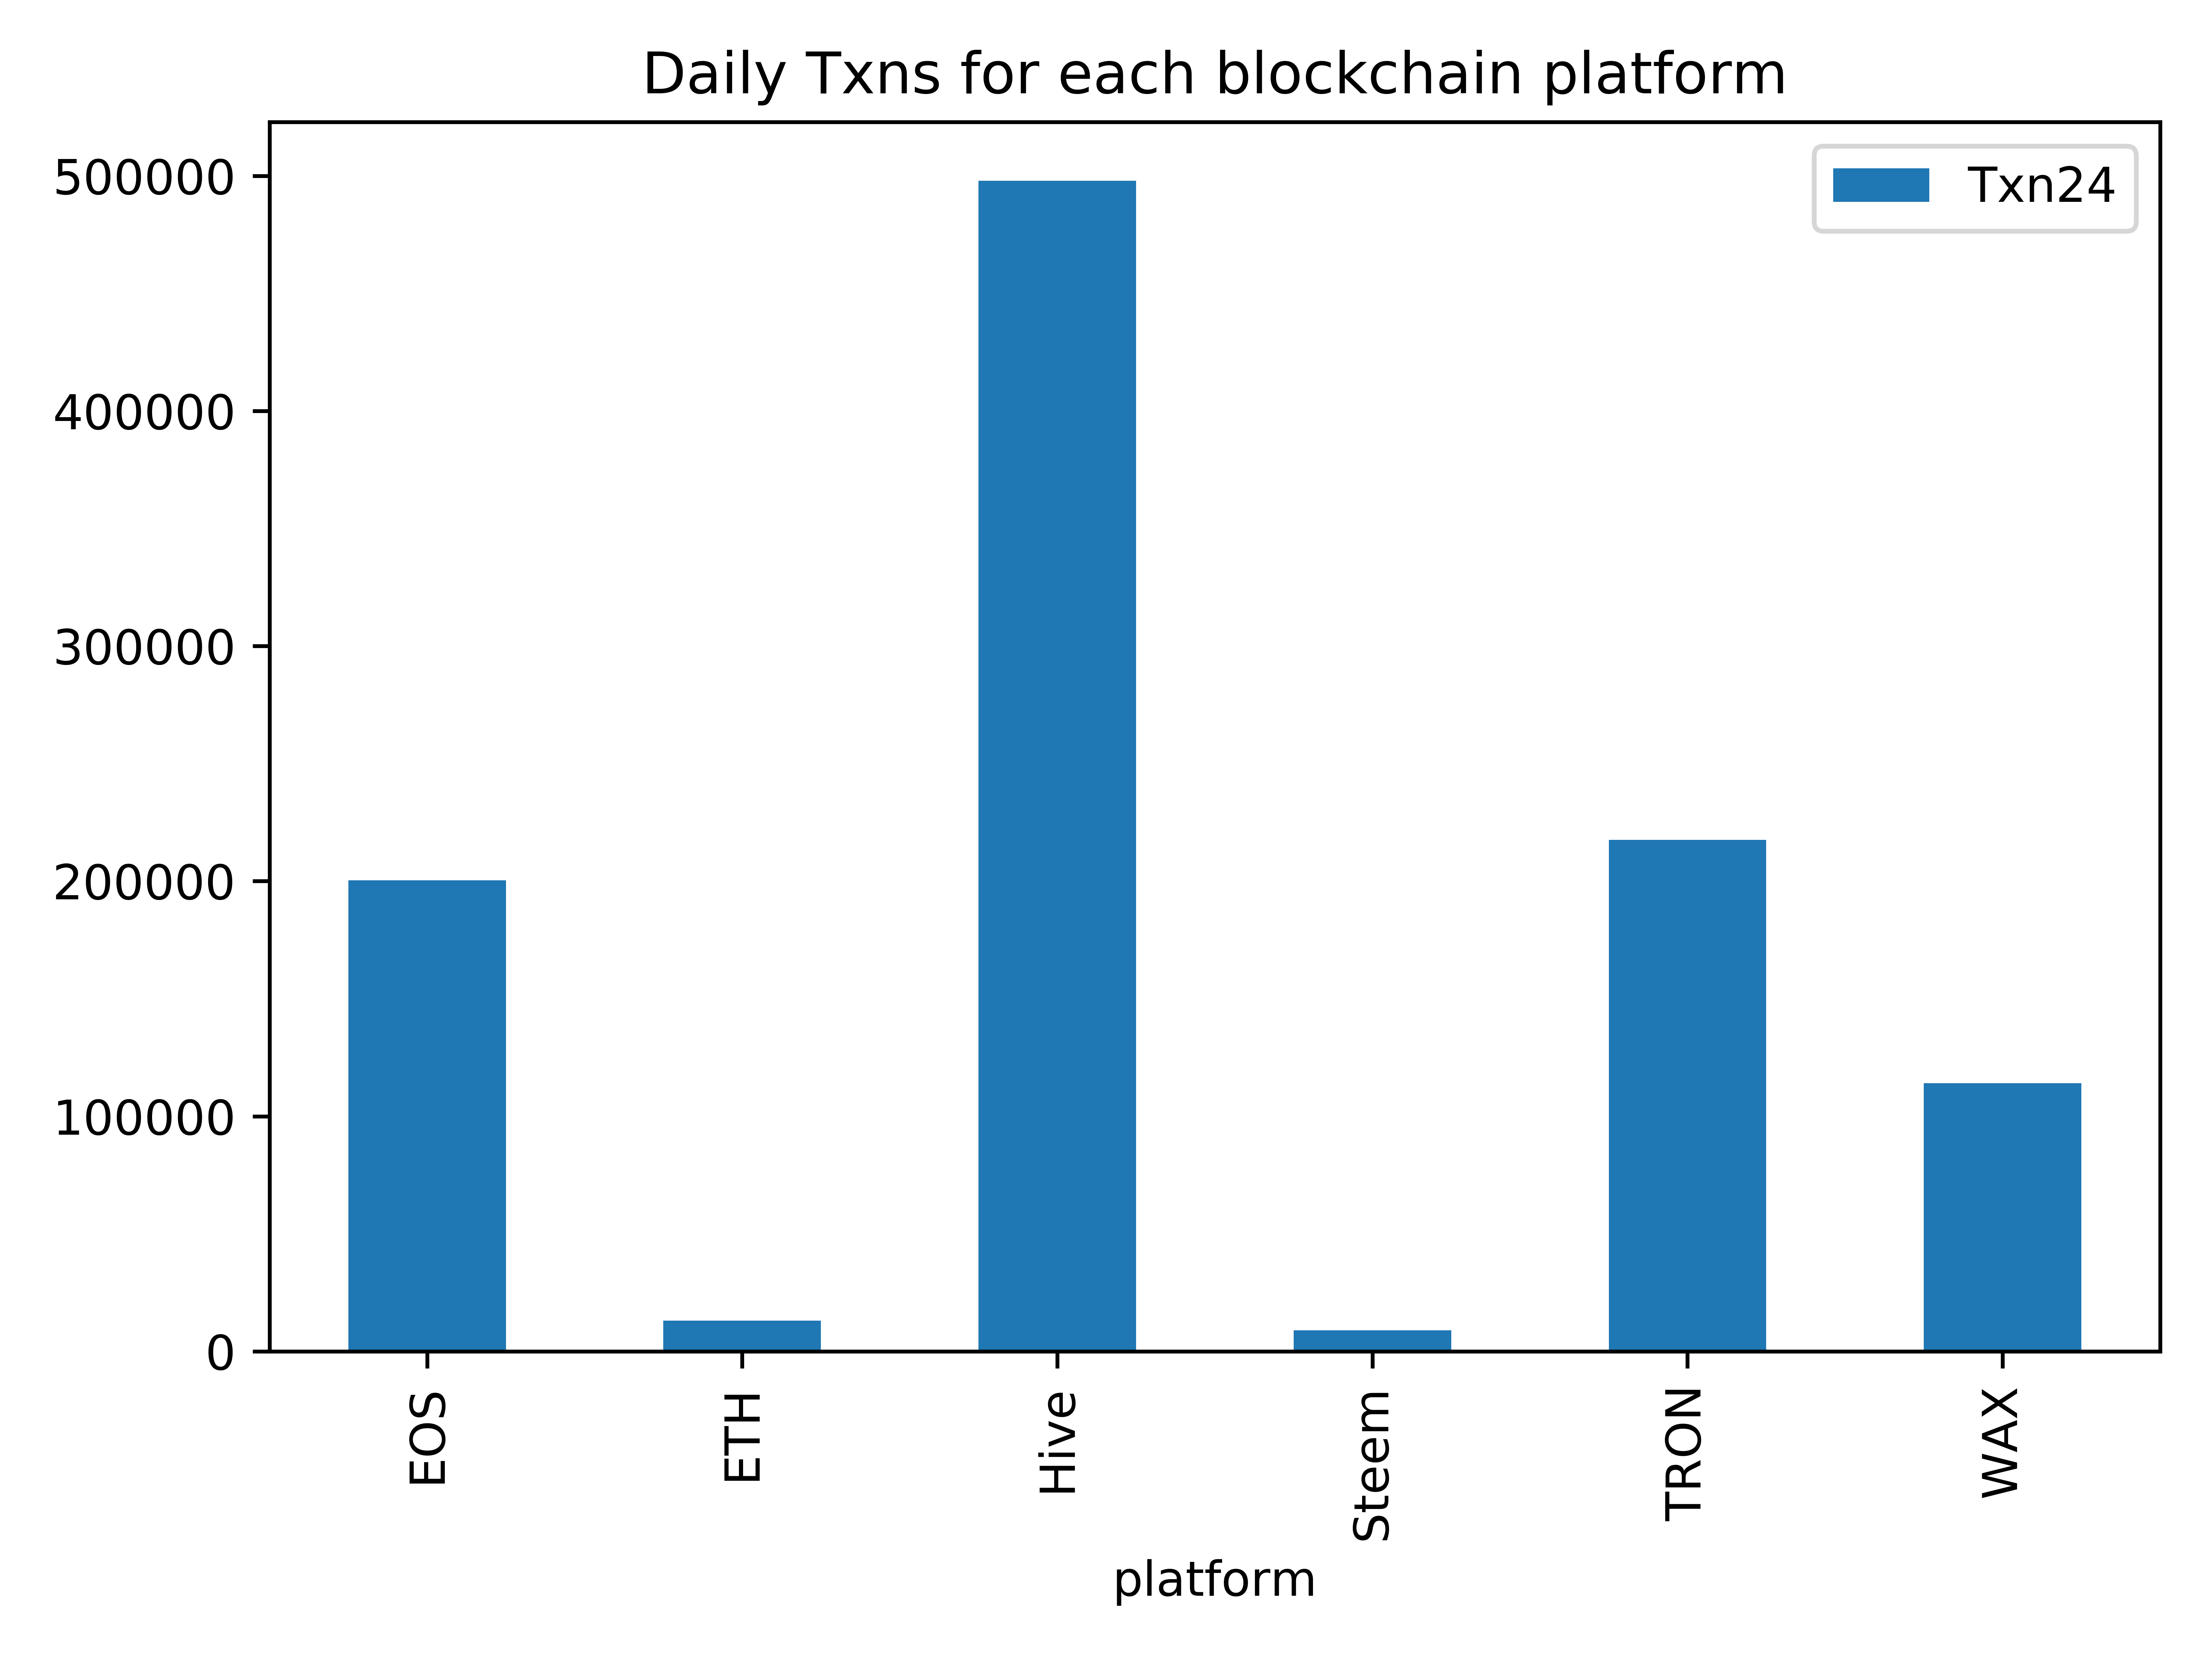 Daily Txns for each blockchain platform
Txn24
500000
400000
300000
200000
100000
0
EOS
ETH
Hive
Steem
TRON
WAX
platform